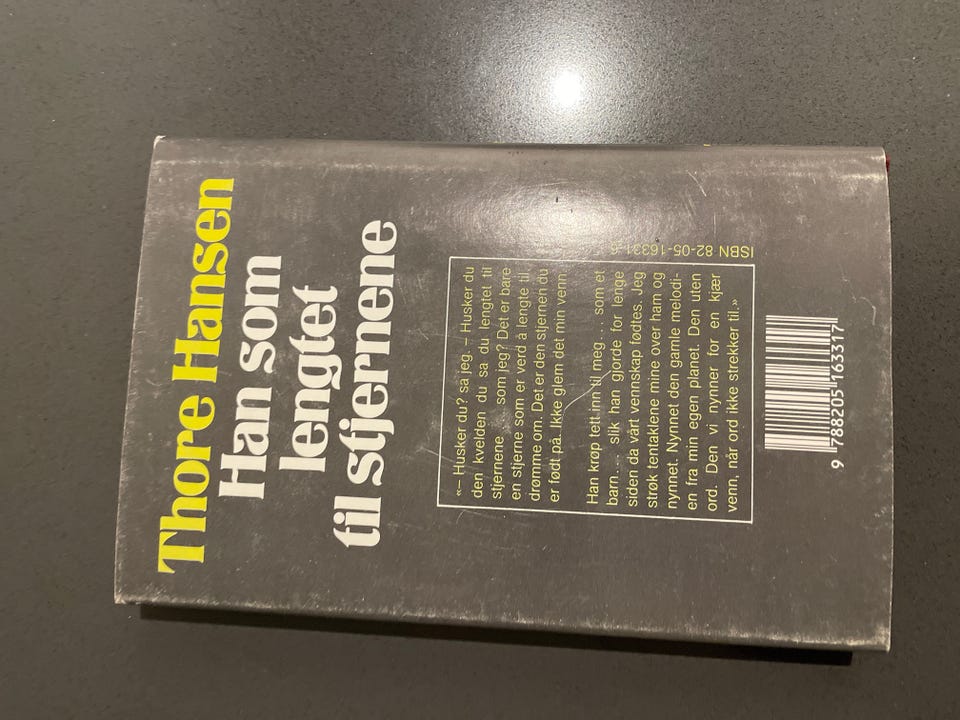 Thore Hansen
Han som
lengtet
til stjernene
«– Husker du? sa jeg. – Husker du
den kvelden du sa du lengtet til
stjernene . . . som jeg? Det er bare
en stjerne som er verd å lengte til,
drømme om. Det er den stjernen du
er født på. Ikke glem det min venn.
Han krøp tett inn til meg. . . som et
barn. . . slik han gjorde for lenge
siden da vårt vennskap fødtes. Jeg
strøk tentaklene mine over ham og
nynnet. Nynnet den gamle melodi-
en fra min egen planet. Den uten
ord. Den vi nynner for en kjær
venn, når ord ikke strekker til.»
ISBN 82-05-16331-6
9 788205 163317